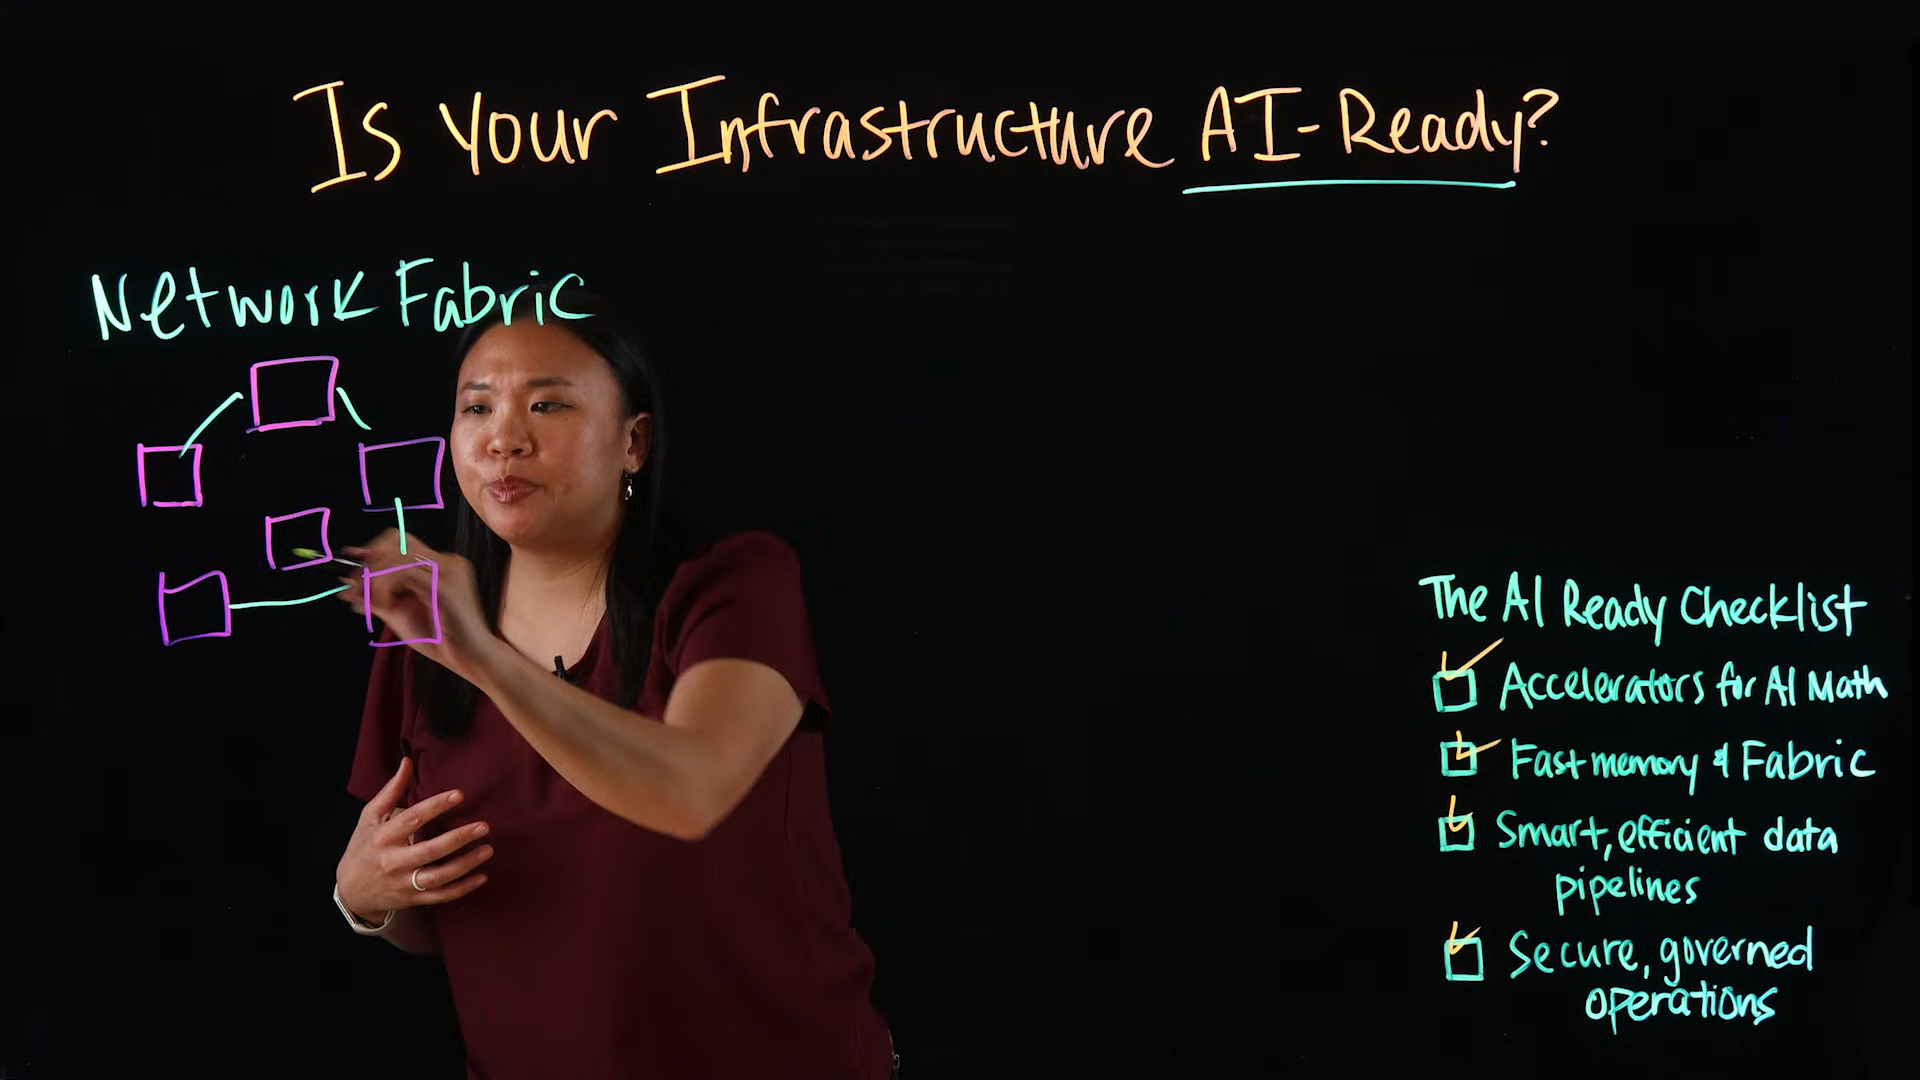 Is Your Infrastructure AI-Ready?
Network Fabric
The AI Ready Checklist
Accelerators for AI Math
Fast memory & Fabric
Smart, efficient data
pipelines
Secure, governed
operations